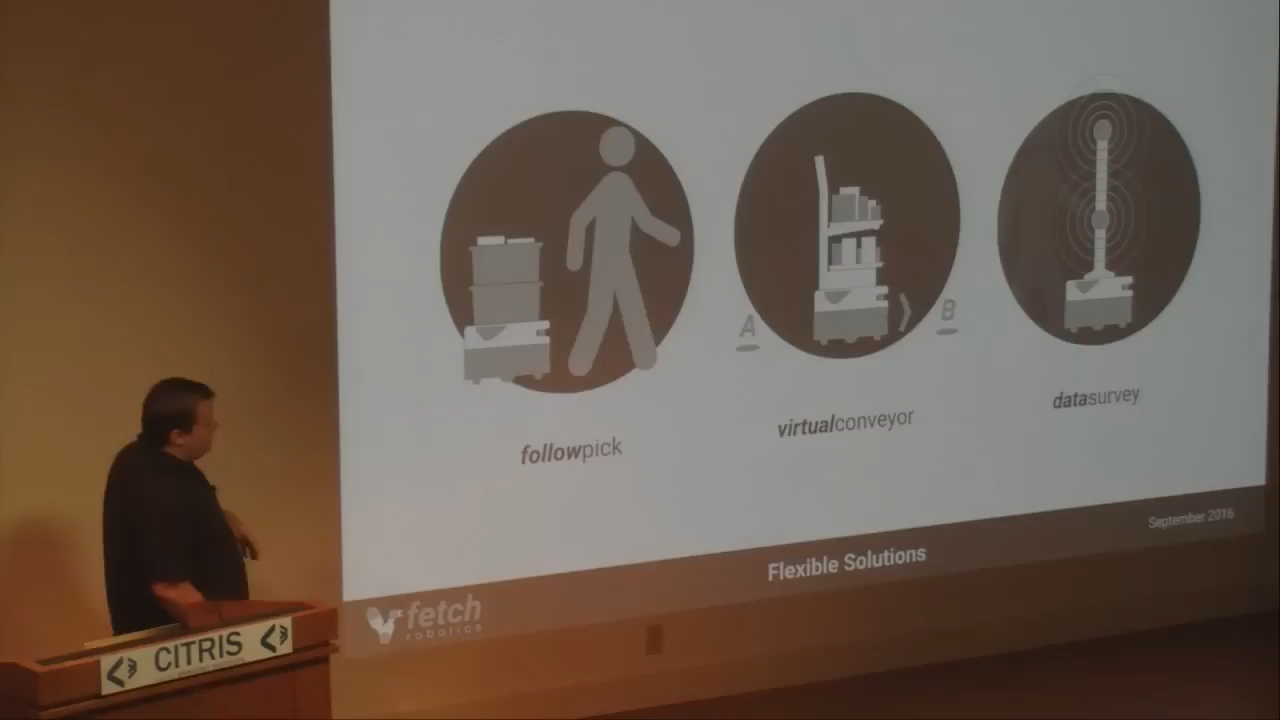 A
B
followpick
virtualconveyor
datasurvey
September 2016
Flexible Solutions
fetch
robotics
CITRIS